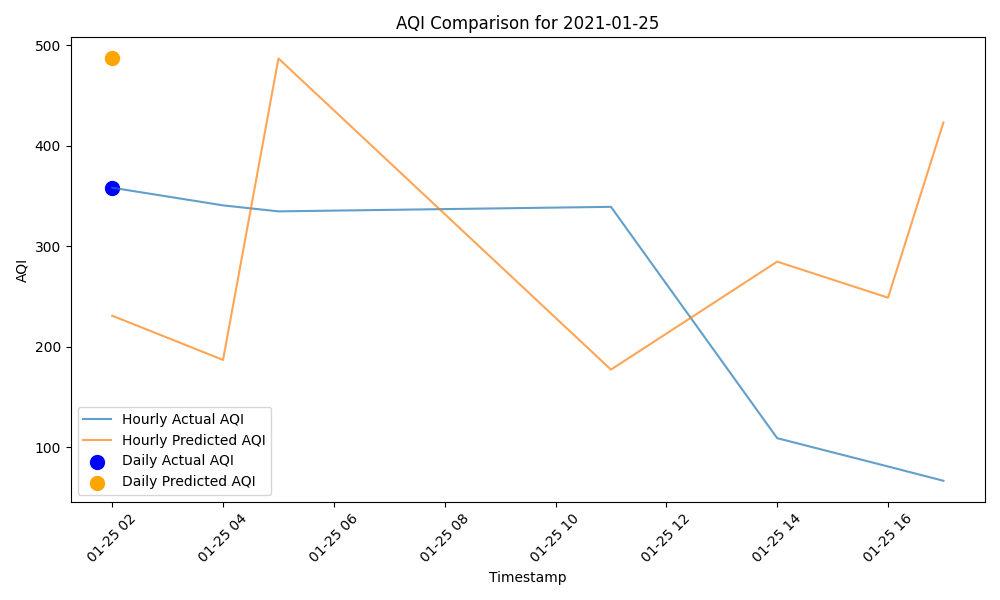 AQI Comparison for 2021-01-25
AQI
500
400
300
200
100
Hourly Actual AQI
Hourly Predicted AQI
Daily Actual AQI
Daily Predicted AQI
01-25 02
01-25 04
01-25 06
01-25 08
01-25 10
01-25 12
01-25 14
01-25 16
Timestamp